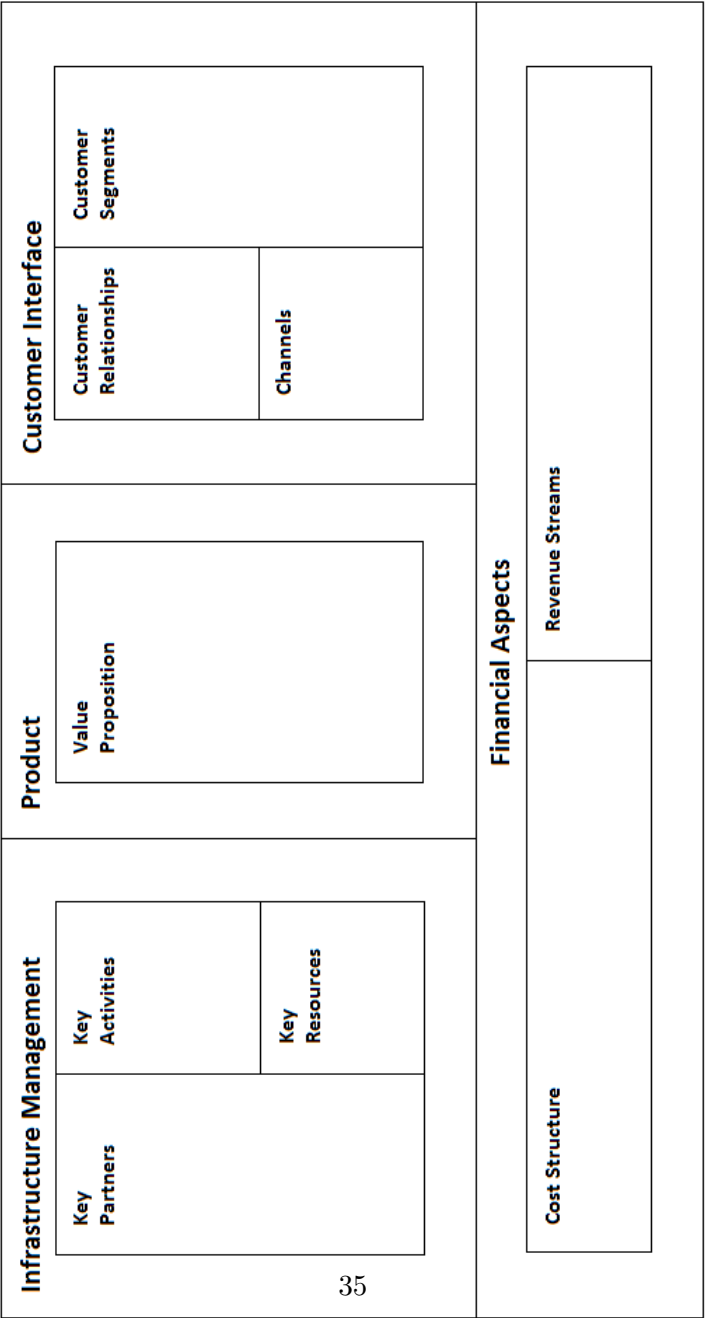 Infrastructure Management
Key
Partners
Key
Activities
Key
Resources
Product
Value
Proposition
Customer Interface
Customer
Relationships
Channels
Customer
Segments
Financial Aspects
Cost Structure
Revenue Streams
35